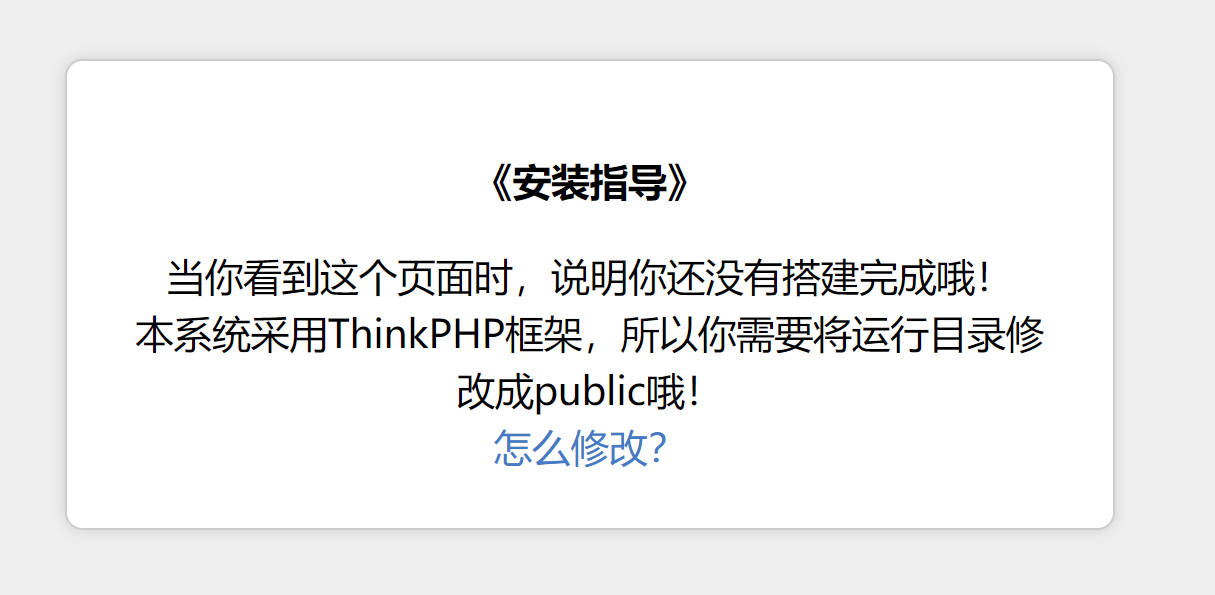 《安装指导》
当你看到这个页面时，说明你还没有搭建完成哦！
本系统采用ThinkPHP框架，所以你需要将运行目录修
改成public哦！
怎么修改？